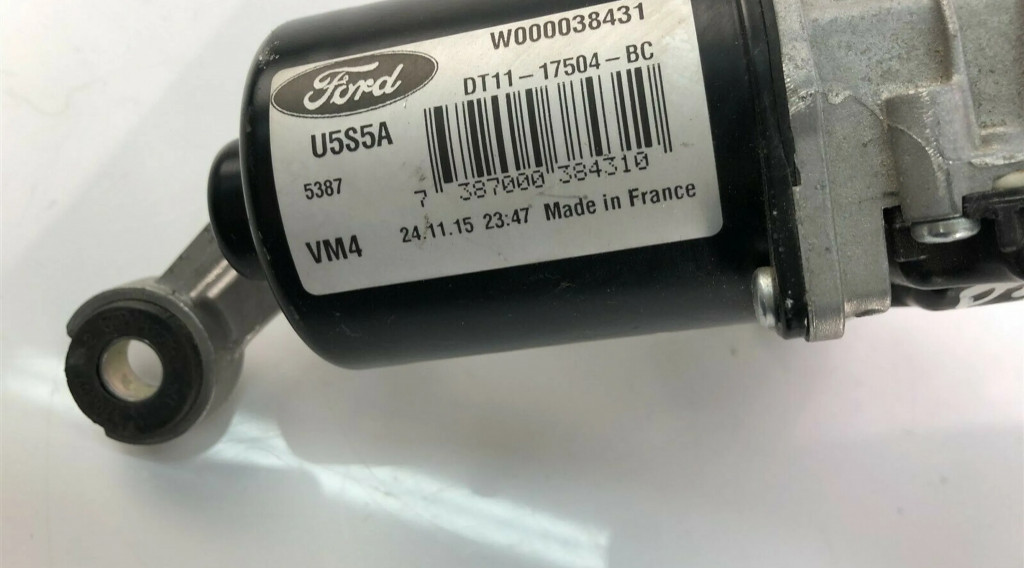 W000038431
Ford
DT11-17504-BC
U5S5A
5387
7 387000 384310
24.11.15 23:47 Made in France
VM4